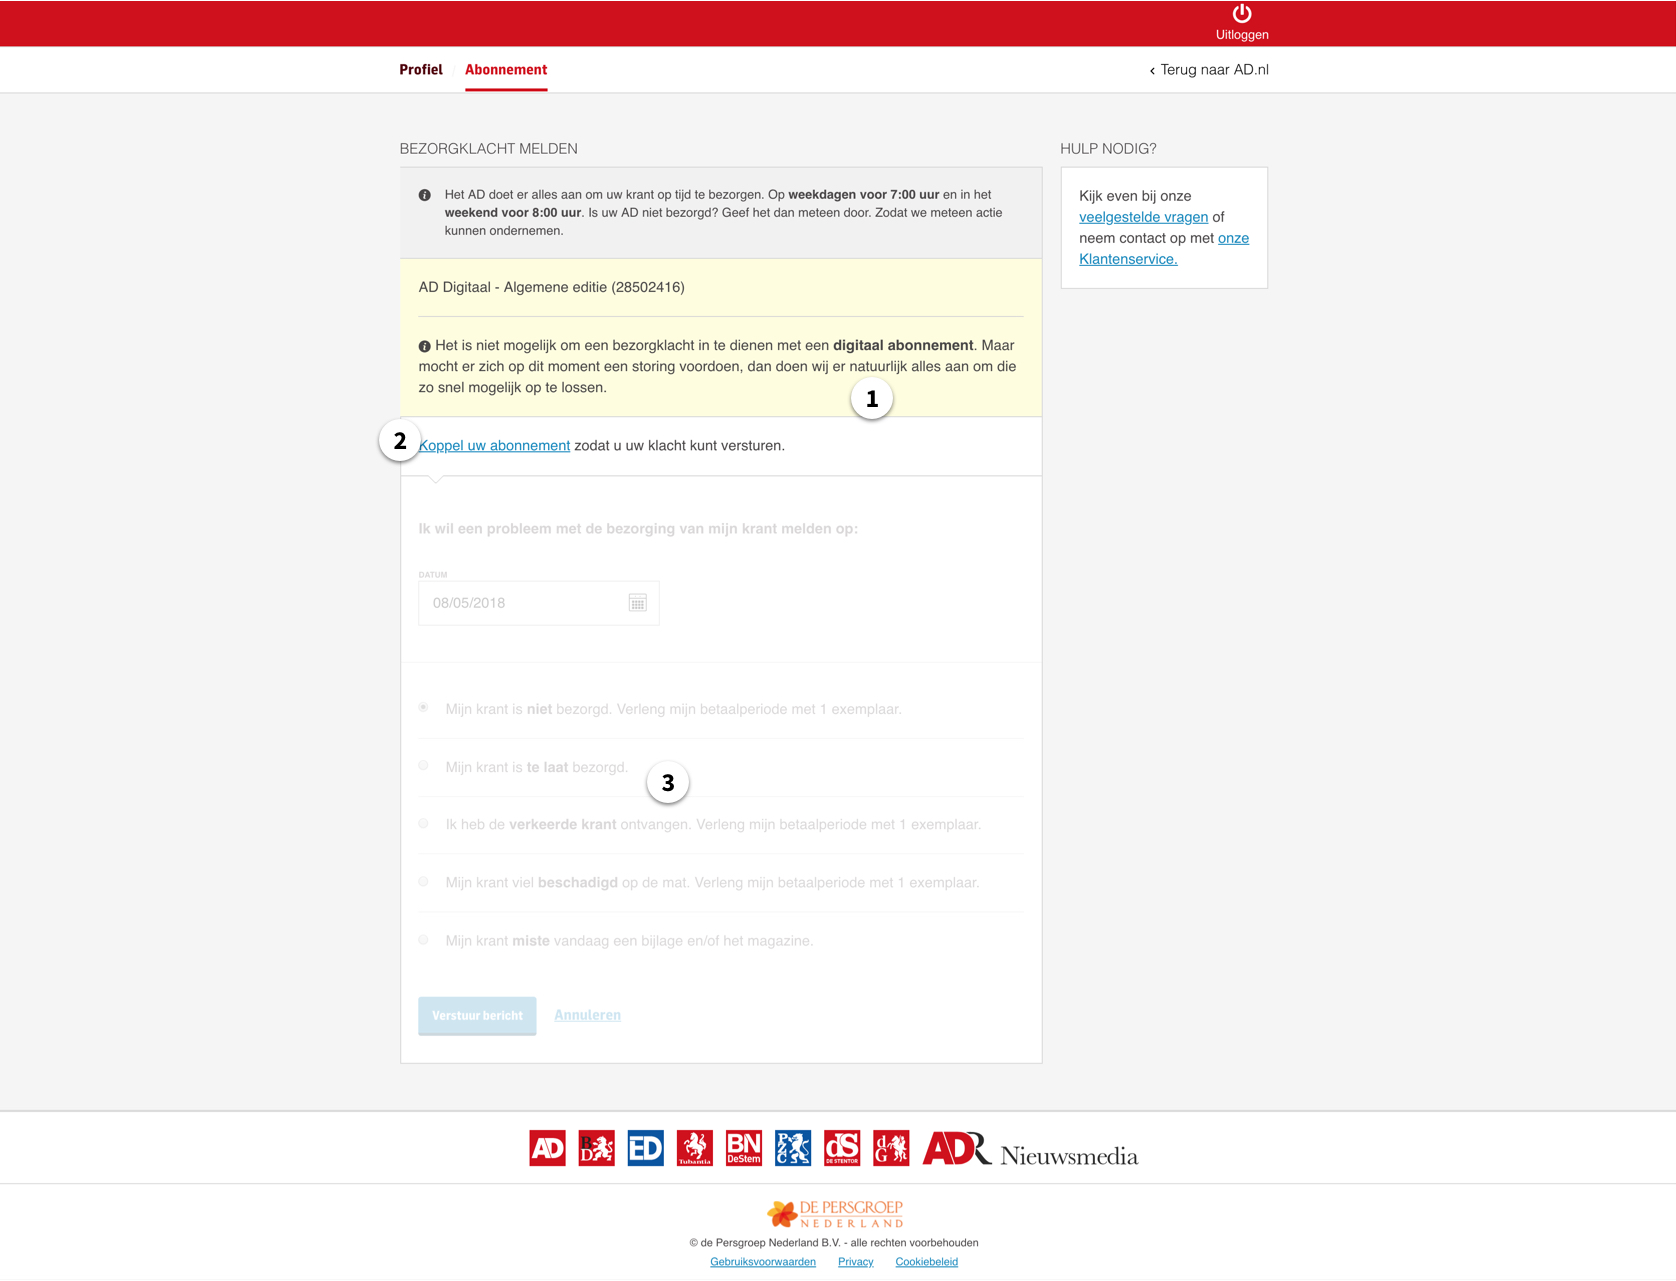 Uitloggen
Profiel Abonnement
‹ Terug naar AD.nl
BEZORGKLACHT MELDEN
Het AD doet er alles aan om uw krant op tijd te bezorgen. Op weekdagen voor 7:00 uur en in het
weekend voor 8:00 uur. Is uw AD niet bezorgd? Geef het dan meteen door. Zodat we meteen actie
kunnen ondernemen.
HULP NODIG?
Kijk even bij onze
veelgestelde vragen of
neem contact op met onze
Klantenservice.
AD Digitaal - Algemene editie (28502416)
Het is niet mogelijk om een bezorgklacht in te dienen met een digitaal abonnement. Maar
mocht er zich op dit moment een storing voordoen, dan doen wij er natuurlijk alles aan om die
zo snel mogelijk op te lossen.
1
2
Koppel uw abonnement zodat u uw klacht kunt versturen.
Ik wil een probleem met de bezorging van mijn krant melden op:
DATUM
08/05/2018
Mijn krant is niet bezorgd. Verleng mijn betaalperiode met 1 exemplaar.
Mijn krant is te laat bezorgd.
3
Ik heb de verkeerde krant ontvangen. Verleng mijn betaalperiode met 1 exemplaar.
Mijn krant viel beschadigd op de mat. Verleng mijn betaalperiode met 1 exemplaar.
Mijn krant miste vandaag een bijlage en/of het magazine.
Verstuur bericht Annuleren
AD BD ED Tubantia BN DeStem PZC dS DE STENTOR dG ADR Nieuwsmedia
DE PERSGROEP
NEDERLAND
© de Persgroep Nederland B.V. - alle rechten voorbehouden
Gebruiksvoorwaarden Privacy Cookiebeleid